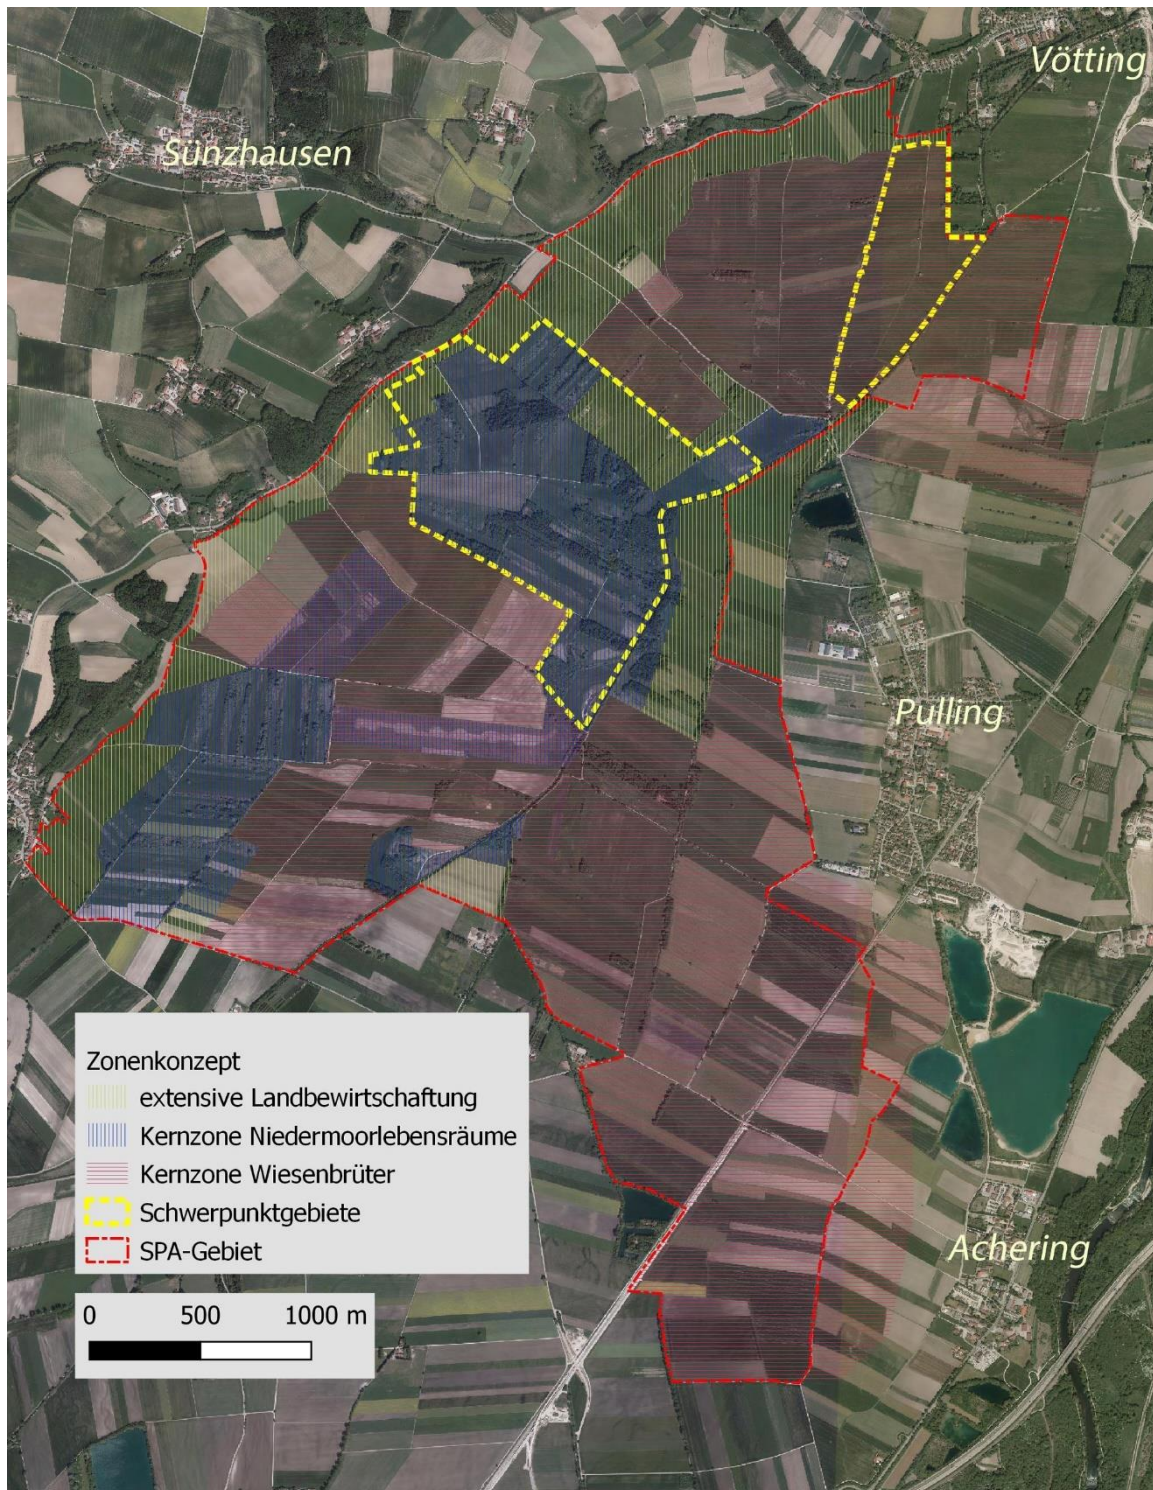 Vötting
Sünzhausen
Pulling
Achering
Zonenkonzept
extensive Landbewirtschaftung
Kernzone Niedermoorlebensräume
Kernzone Wiesenbrüter
Schwerpunktgebiete
SPA-Gebiet
0 500 1000 m